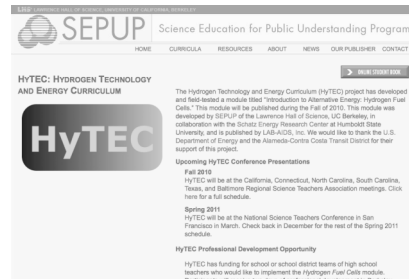 LHS LAWRENCE HALL OF SCIENCE, UNIVERSITY OF CALIFORNIA, BERKELEY
SEPUP Science Education for Public Understanding Program
HOME CURRICULA RESOURCES ABOUT NEWS OUR PUBLISHER CONTACT
ONLINE STUDENT BOOK
HYTEC: HYDROGEN TECHNOLOGY
AND ENERGY CURRICULUM
HyTEC
The Hydrogen Technology and Energy Curriculum (HyTEC) project has developed
and field-tested a module titled "Introduction to Alternative Energy: Hydrogen Fuel
Cells." This module will be published during the Fall of 2010. This module was
developed by SEPUP of the Lawrence Hall of Science, UC Berkeley, in
collaboration with the Schatz Energy Research Center at Humboldt State
University, and is published by LAB-AIDS, Inc. We would like to thank the U.S.
Department of Energy and the Alameda-Contra Costa Transit District for their
support of this project.
Upcoming HyTEC Conference Presentations
Fall 2010
HyTEC will be at the California, Connecticut, North Carolina, South Carolina,
Texas, and Baltimore Regional Science Teachers Association meetings. Click
here for a full schedule.
Spring 2011
HyTEC will be at the National Science Teachers Conference in San
Francisco in March. Check back in December for the rest of the Spring 2011
schedule.
HyTEC Professional Development Opportunity
HyTEC has funding for school or school district teams of high school
teachers who would like to implement the Hydrogen Fuel Cells module.